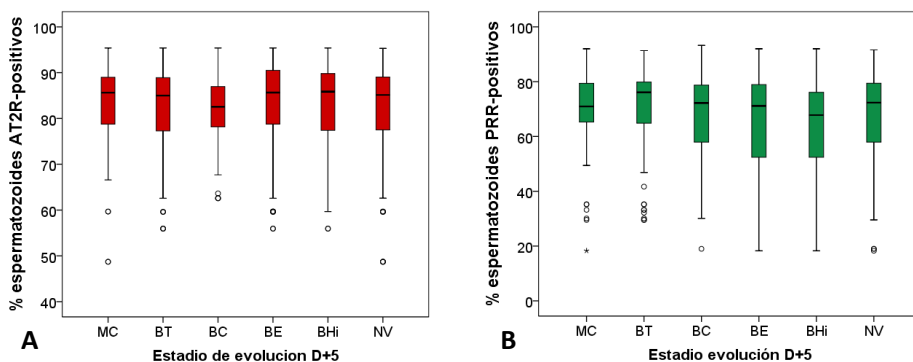 % espermatozoides AT2R-positivos
100
90
80
70
60
50
40
MC BT BC BE BHi NV
Estadio de evolucion D+5
A
% espermatozoides PRR-positivos
100
80
60
40
20
0
MC BT BC BE BHi NV
Estadio evolución D+5
B